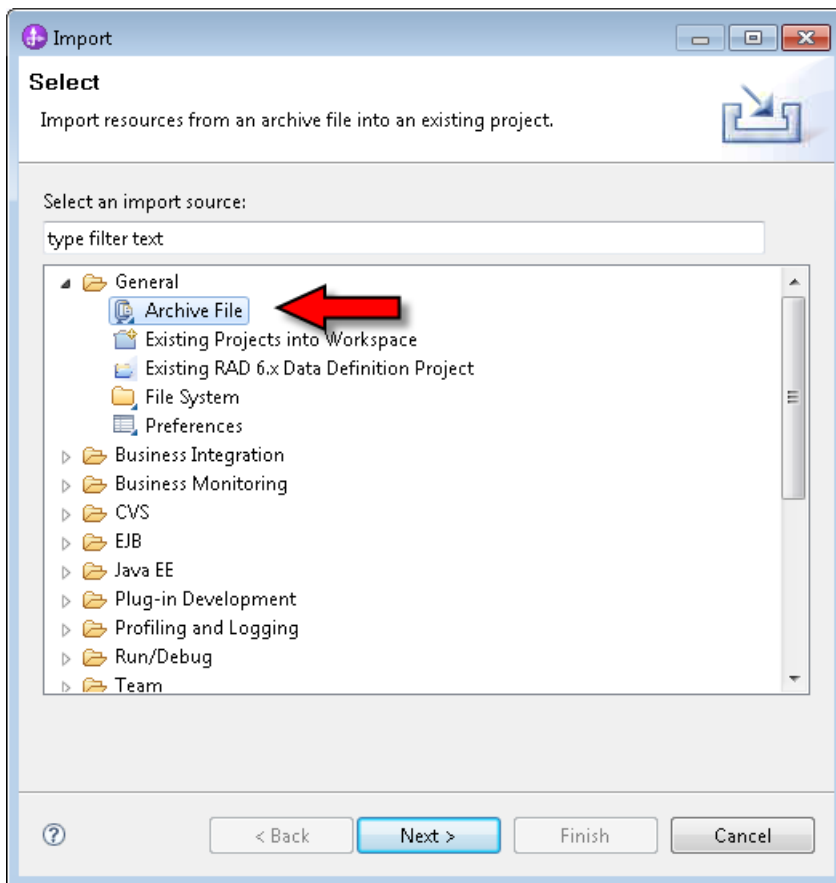 Import
Select
Import resources from an archive file into an existing project.
Select an import source:
type filter text
General
Archive File
Existing Projects into Workspace
Existing RAD 6.x Data Definition Project
File System
Preferences
Business Integration
Business Monitoring
CVS
EJB
Java EE
Plug-in Development
Profiling and Logging
Run/Debug
Team
< Back Next > Finish Cancel